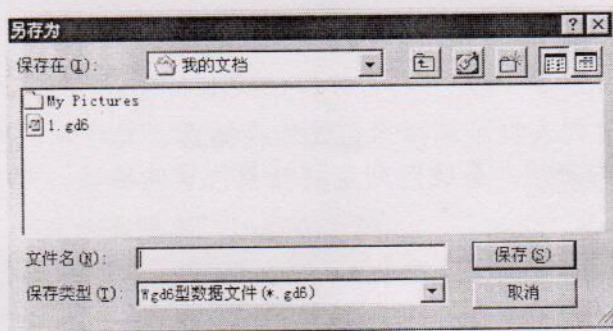 另存为
保存在(I): 我的文档
My Pictures
1.gd6
文件名(N): 保存(S)
保存类型(T): Wgd6型数据文件(*.gd6) 取消